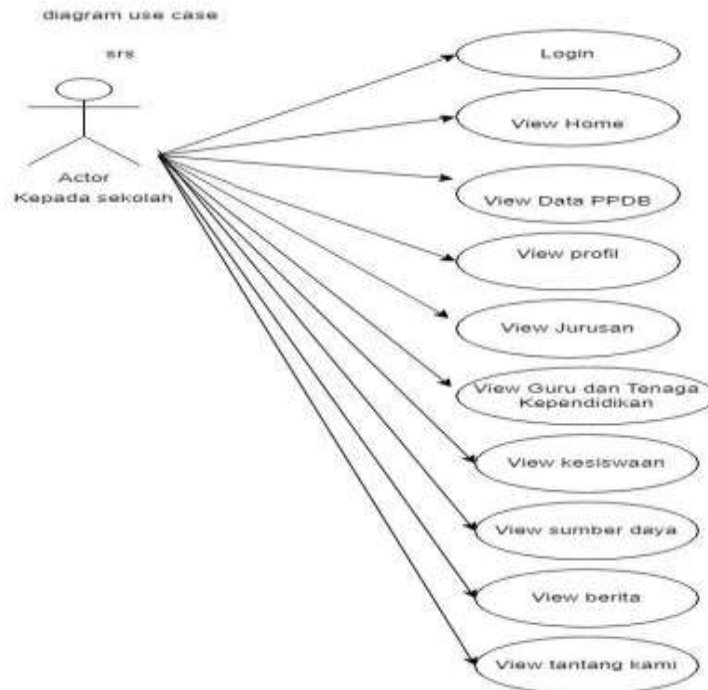 diagram use case
srs
Actor
Kepada sekolah
Login
View Home
View Data PPDB
View profil
View Jurusan
View Guru dan Tenaga
Kependidikan
View kesiswaan
View sumber daya
View berita
View tantang kami